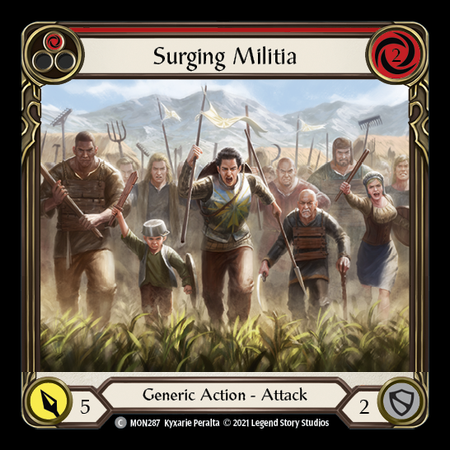 Surging Militia
2
5
Generic Action - Attack
2
C MON287 Kyxarie Peralta © 2021 Legend Story Studios